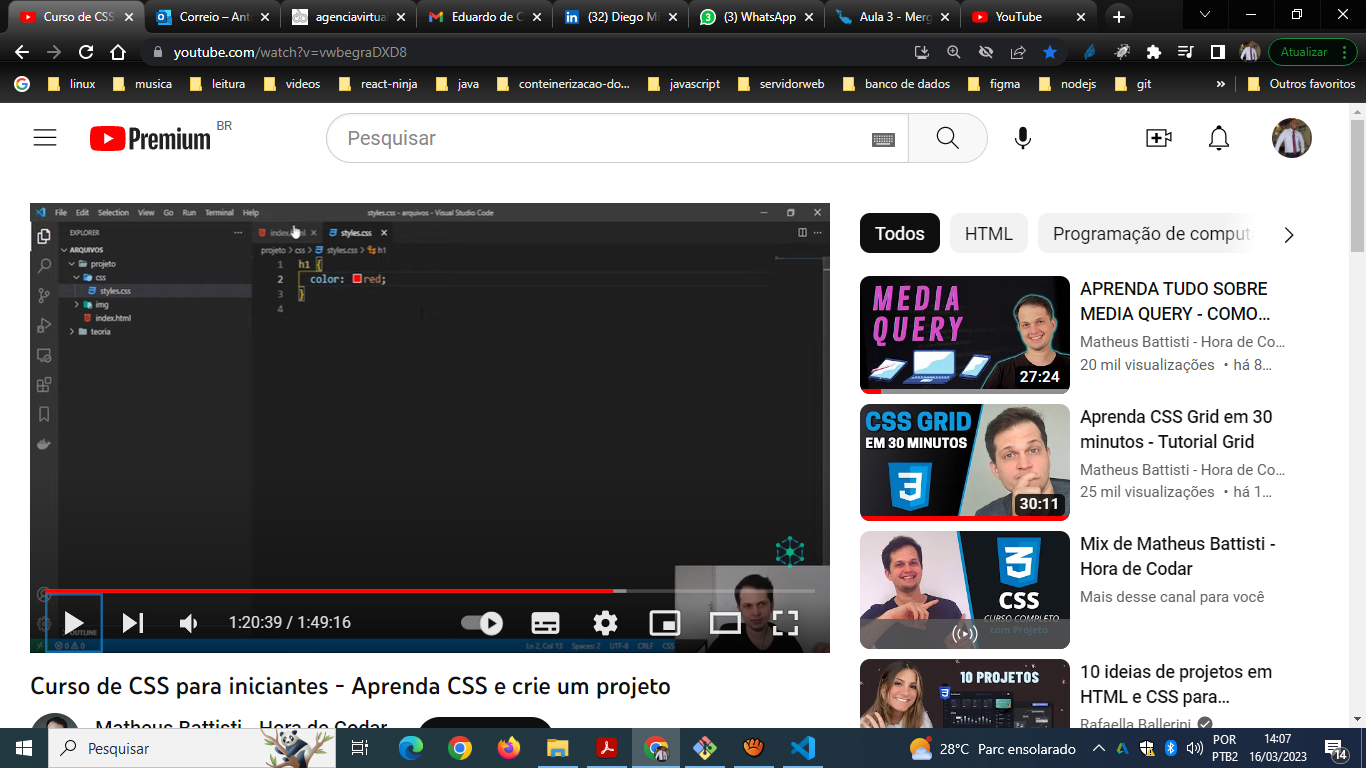 Curso de CSS
Correio – Ant
agenciavirtua
Eduardo de C
(32) Diego Mi
(3) WhatsApp
Aula 3 - Merg
YouTube
youtube.com/watch?v=vwbegraDXD8
Atualizar
linux
musica
leitura
videos
react-ninja
java
conteinerizacao-do...
javascript
servidorweb
banco de dados
figma
nodejs
git
»
Outros favoritos
Premium
BR
Pesquisar
File Edit Selection View Go Run Terminal Help
styles.css - arquivos - Visual Studio Code
EXPLORER
ARQUIVOS
projeto
css
styles.css
img
index.html
teoria
styles.css
projeto > css > styles.css > h1
1 h1 {
2 color: red;
3 }
4
OUTLINE
0 0
Ln 2, Col 13 Spaces: 2 UTF-8 CRLF CSS
1:20:39 / 1:49:16
Curso de CSS para iniciantes - Aprenda CSS e crie um projeto
Matheus Battisti - Hora de Codar
Todos
HTML
Programação de comput
MEDIA
QUERY
27:24
APRENDA TUDO SOBRE
MEDIA QUERY - COMO...
Matheus Battisti - Hora de Co...
20 mil visualizações • há 8...
CSS GRID
EM 30 MINUTOS
30:11
Aprenda CSS Grid em 30
minutos - Tutorial Grid
Matheus Battisti - Hora de Co...
25 mil visualizações • há 1...
CSS
CURSO COMPLETO
com Projeto
Mix de Matheus Battisti -
Hora de Codar
Mais desse canal para você
10 PROJETOS
10 ideias de projetos em
HTML e CSS para...
Rafaella Ballerini
Pesquisar
28°C Parc ensolarado
POR
PTB2
14:07
16/03/2023
14